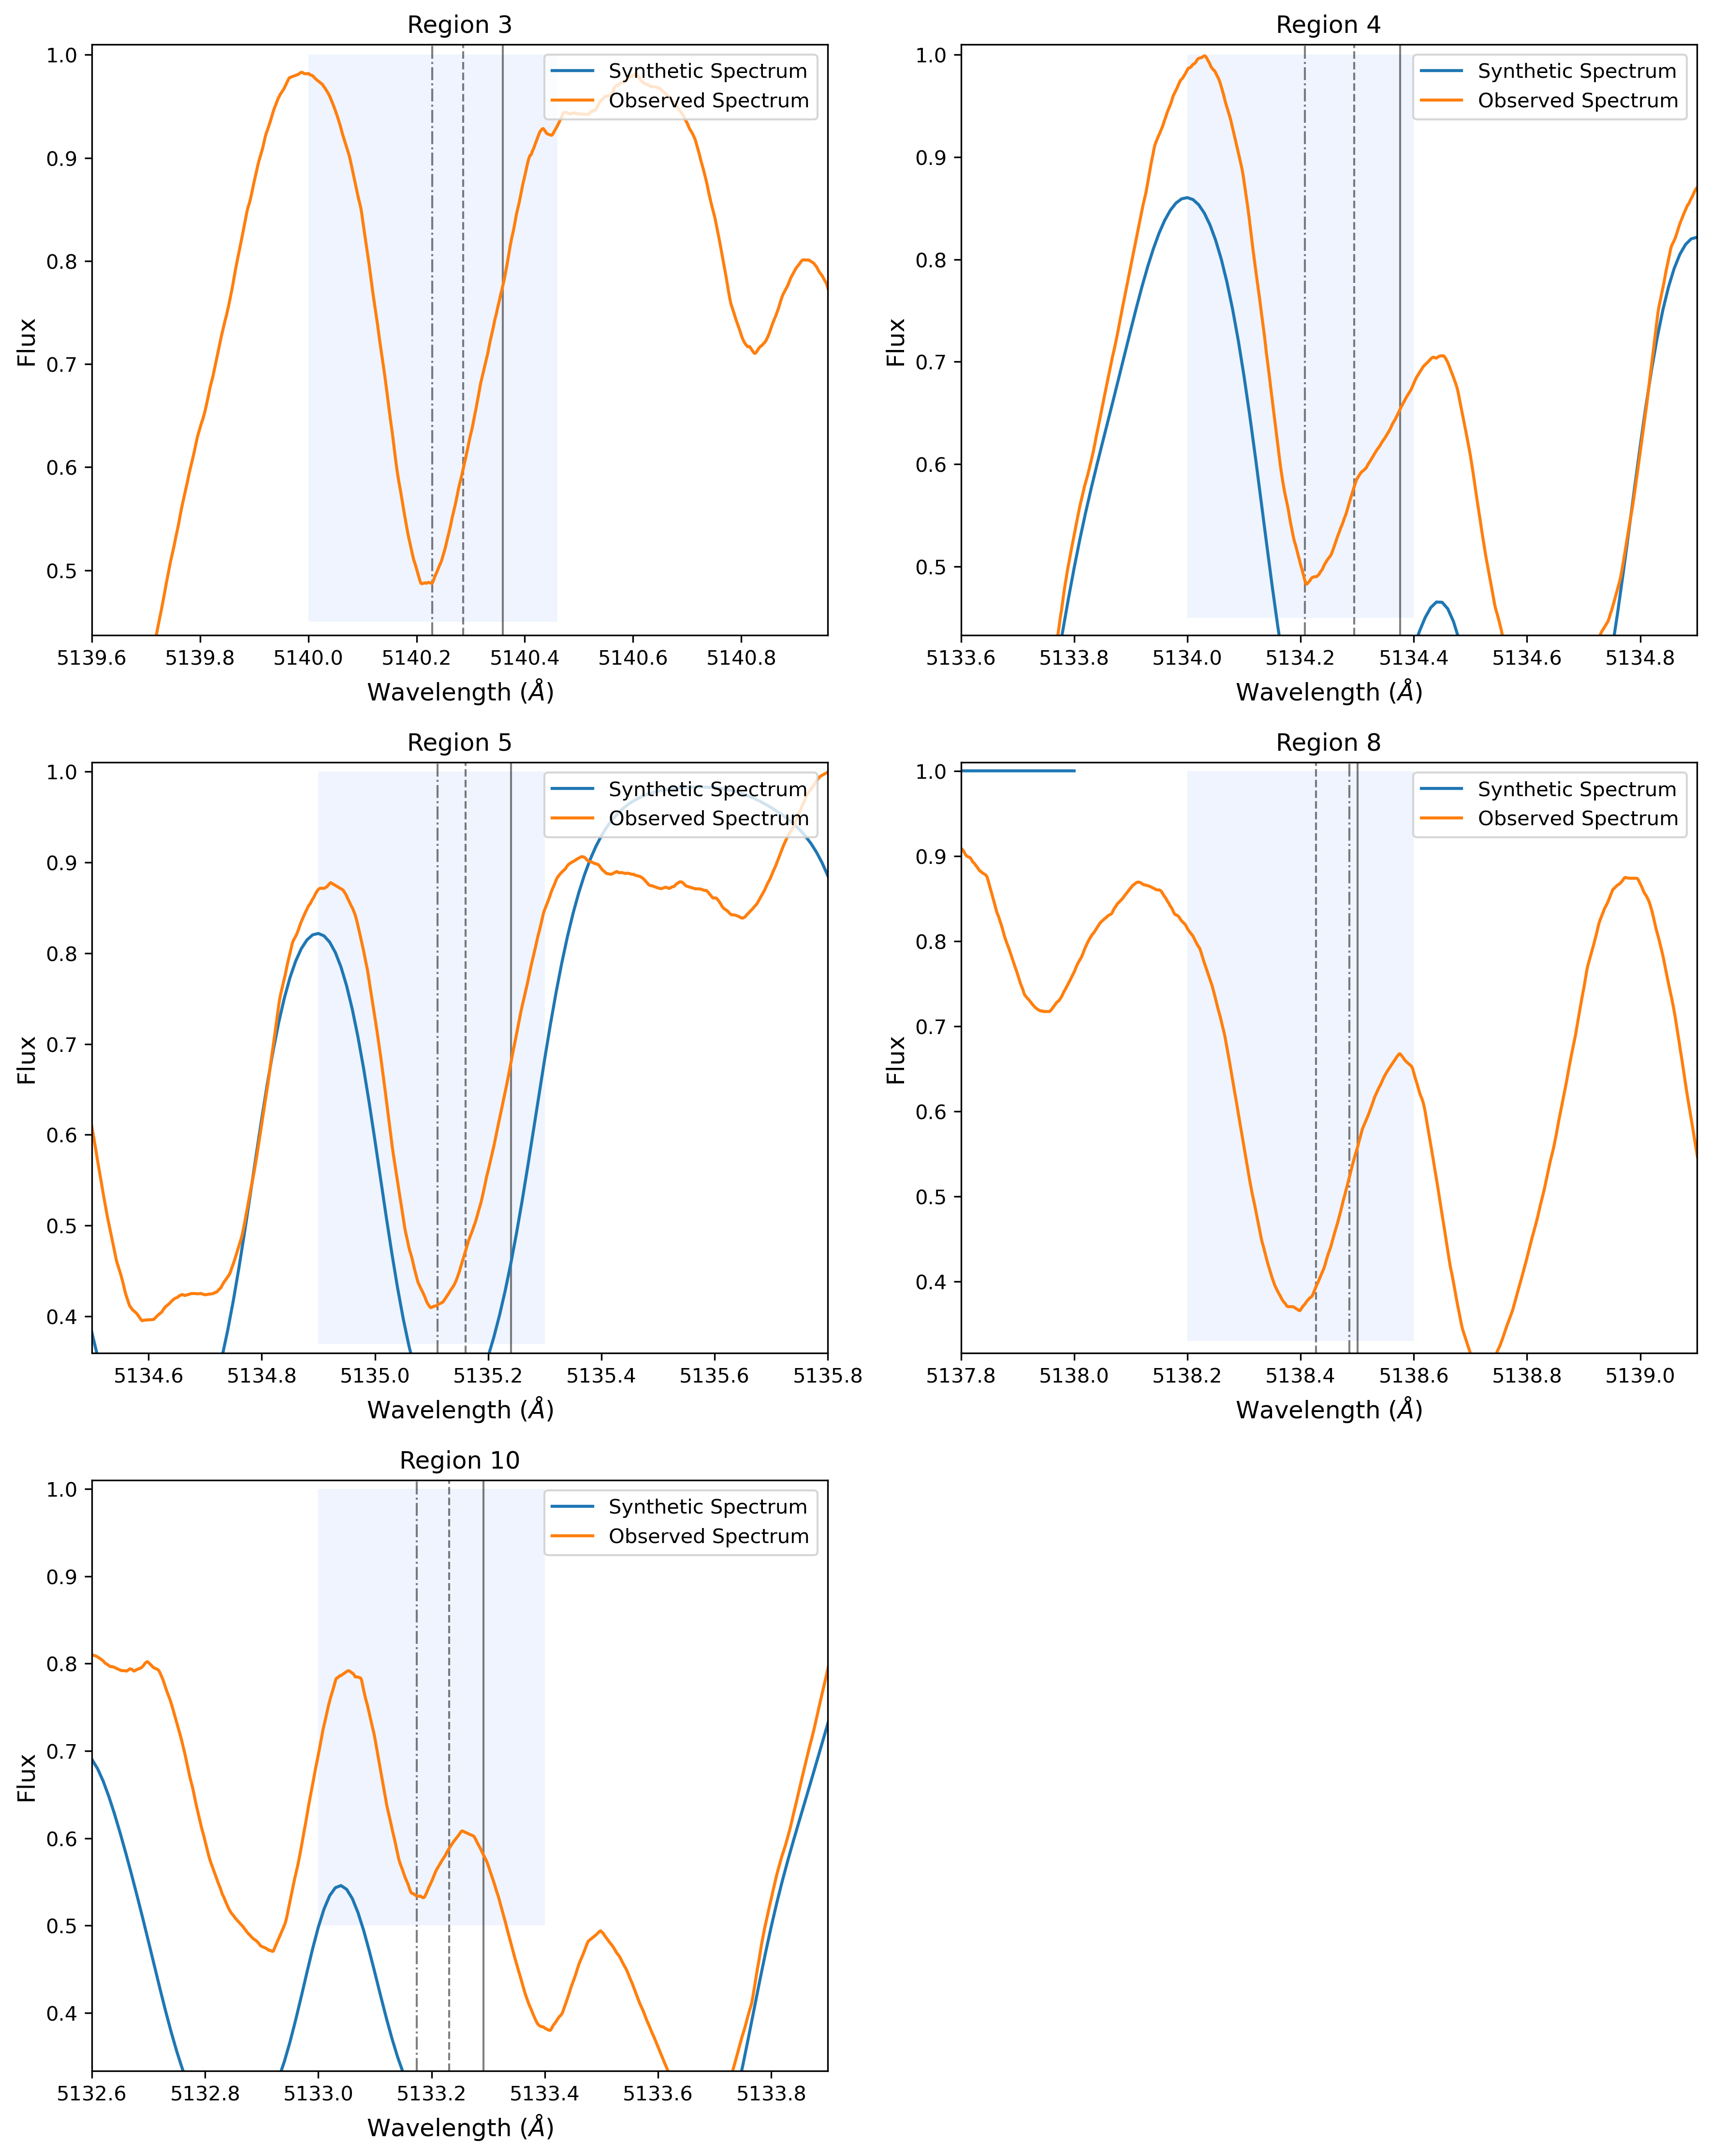 Region 3
Flux
1.0
0.9
0.8
0.7
0.6
0.5
Synthetic Spectrum
Observed Spectrum
5139.6 5139.8 5140.0 5140.2 5140.4 5140.6 5140.8
Wavelength (Å)
Region 4
Flux
1.0
0.9
0.8
0.7
0.6
0.5
Synthetic Spectrum
Observed Spectrum
5133.6 5133.8 5134.0 5134.2 5134.4 5134.6 5134.8
Wavelength (Å)
Region 5
Flux
1.0
0.9
0.8
0.7
0.6
0.5
0.4
Synthetic Spectrum
Observed Spectrum
5134.6 5134.8 5135.0 5135.2 5135.4 5135.6 5135.8
Wavelength (Å)
Region 8
Flux
1.0
0.9
0.8
0.7
0.6
0.5
0.4
Synthetic Spectrum
Observed Spectrum
5137.8 5138.0 5138.2 5138.4 5138.6 5138.8 5139.0
Wavelength (Å)
Region 10
Flux
1.0
0.9
0.8
0.7
0.6
0.5
0.4
Synthetic Spectrum
Observed Spectrum
5132.6 5132.8 5133.0 5133.2 5133.4 5133.6 5133.8
Wavelength (Å)